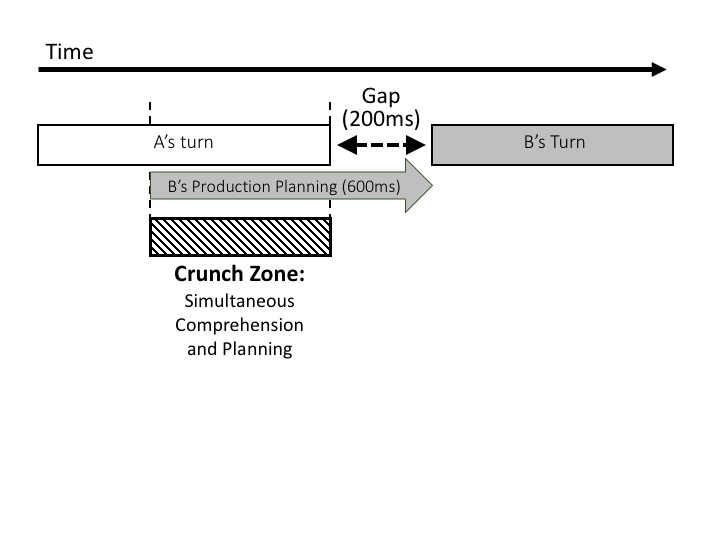 Time
Gap
(200ms)
A's turn
B's Turn
B's Production Planning (600ms)
Crunch Zone:
Simultaneous
Comprehension
and Planning